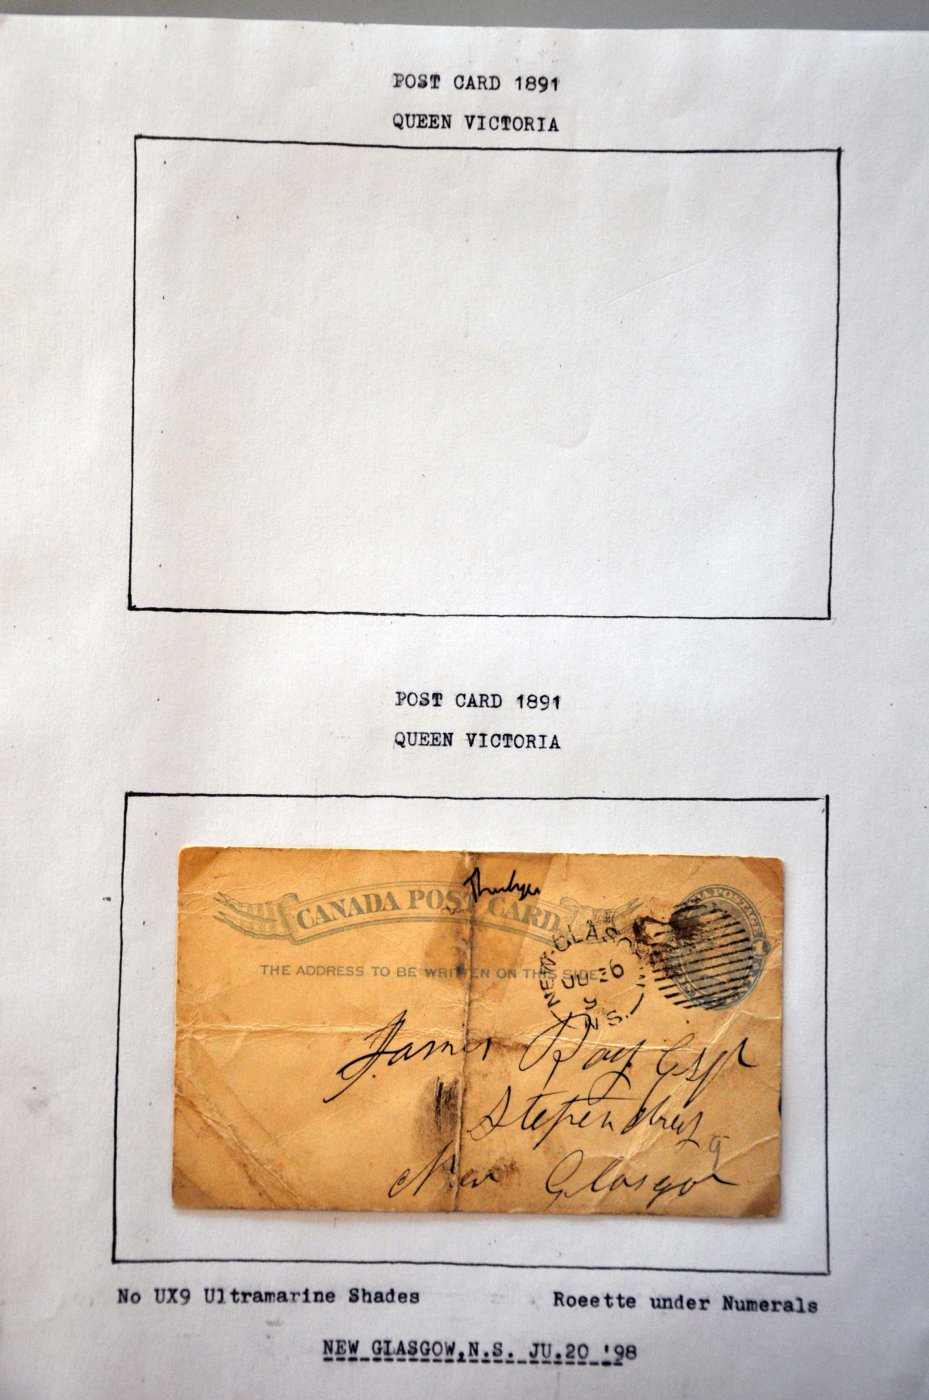 POST CARD 1891
QUEEN VICTORIA
POST CARD 1891
QUEEN VICTORIA
CANADA POST CARD
THE ADDRESS TO BE WRITTEN ON THIS SIDE
NEW GLASGOW
N.S.
James Roy Esqr
New Glasgow
No UX9 Ultramarine Shades
Roeette under Numerals
NEW GLASGOW,N.S. JU.20 '98